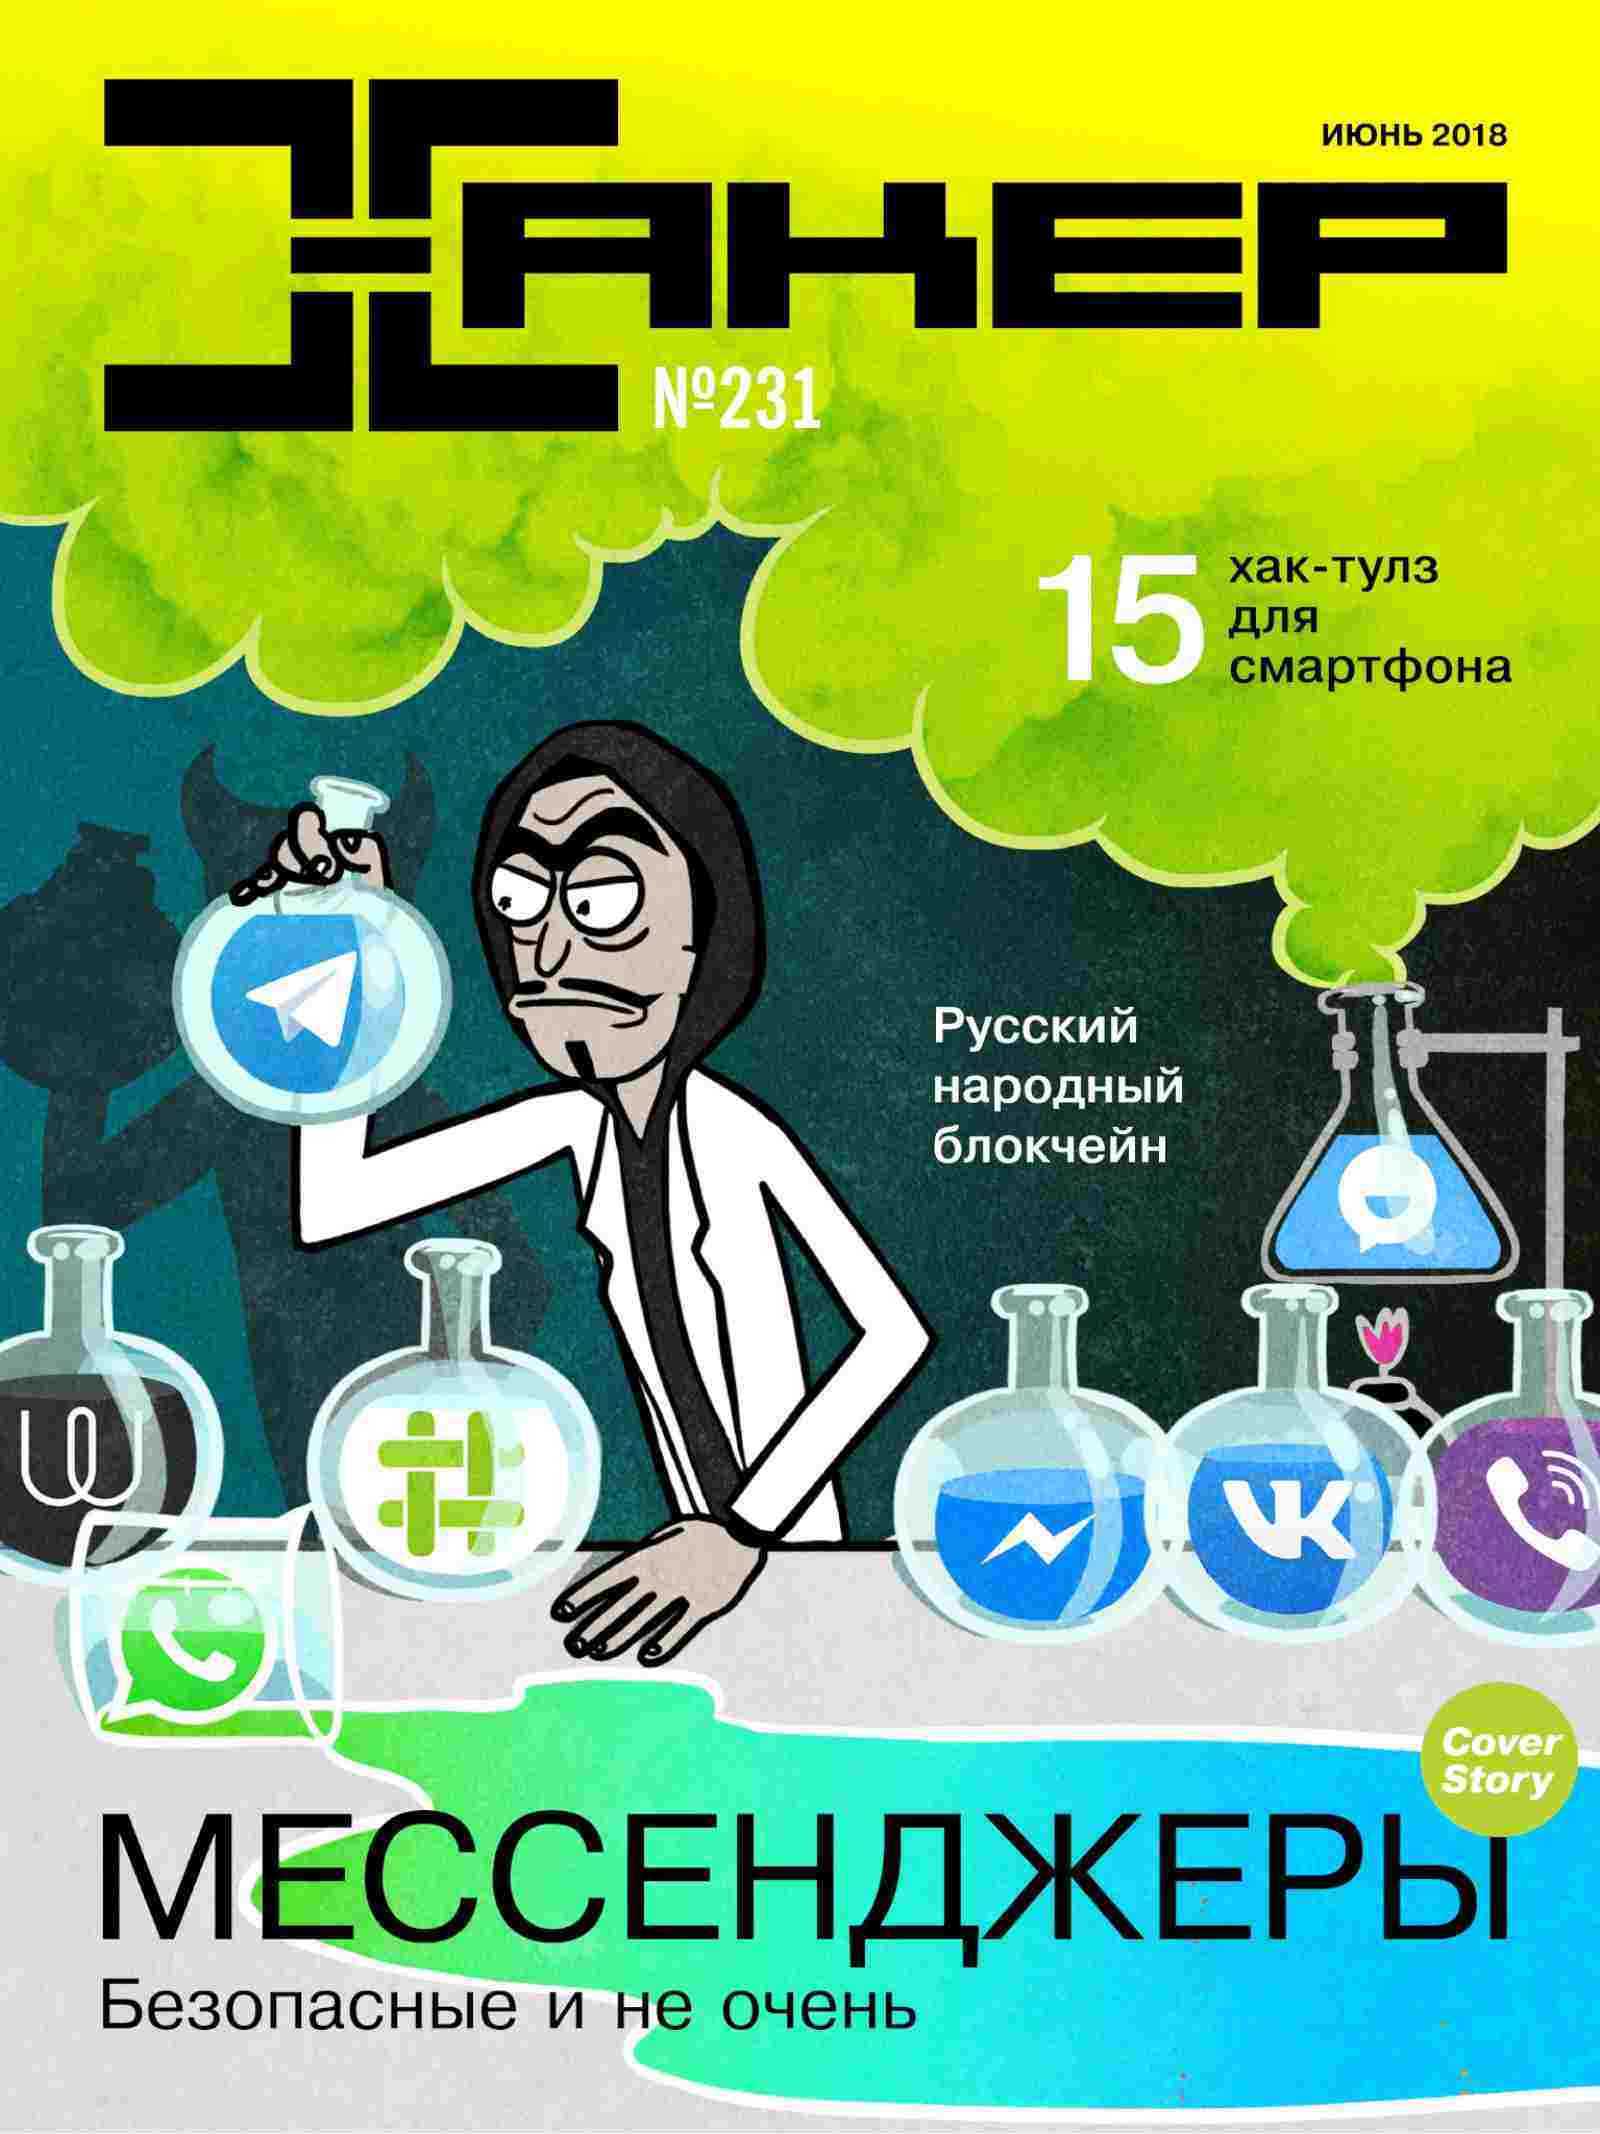 ИЮНЬ 2018
ХАКЕР
№231
15 хак-тулз
для
смартфона
Русский
народный
блокчейн
Cover
Story
МЕССЕНДЖЕРЫ
Безопасные и не очень